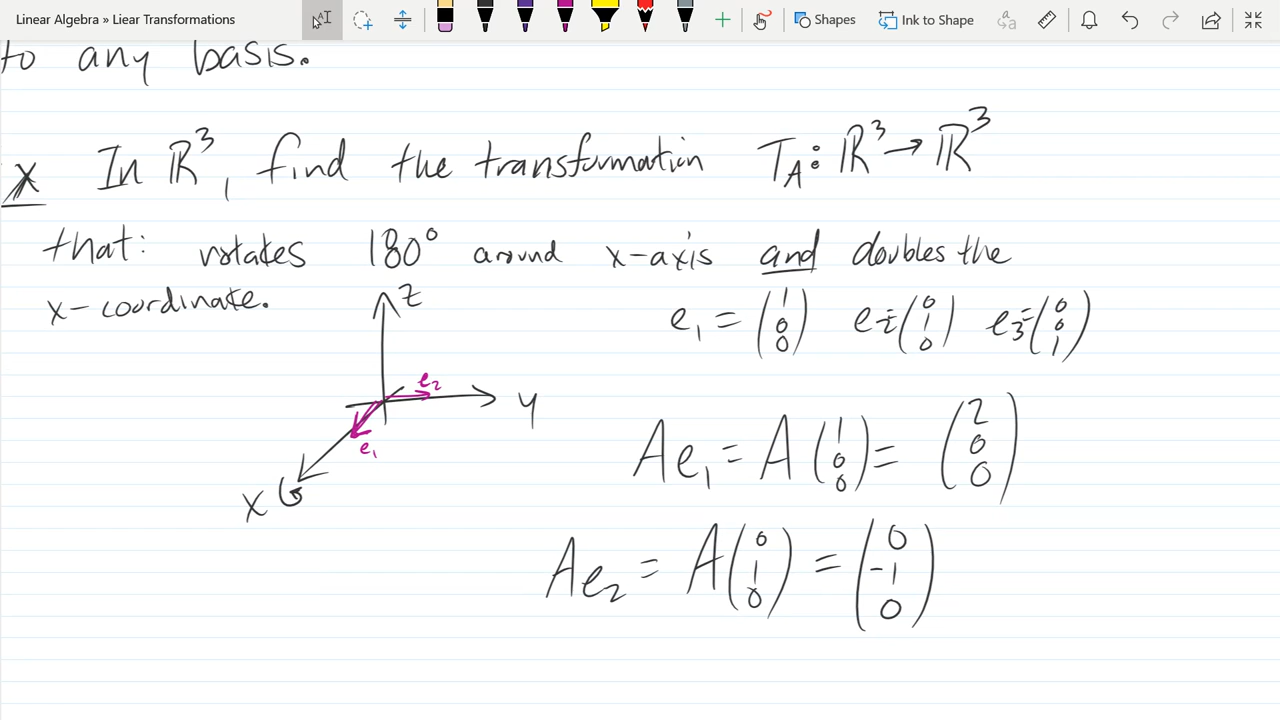 Linear Algebra » Liear Transformations
Shapes
Ink to Shape
to any basis.
x In ℝ³, find the transformation T_A: ℝ³ → ℝ³
that: rotates 180° around x-axis and doubles the
x-coordinate.
z
e₁ = (1 0 0) e₂ = (0 1 0) e₃ = (0 0 1)
e₂
y
e₁
x
Ae₁ = A (1 0 0) = (2 0 0)
Ae₂ = A (0 1 0) = (0 -1 0)